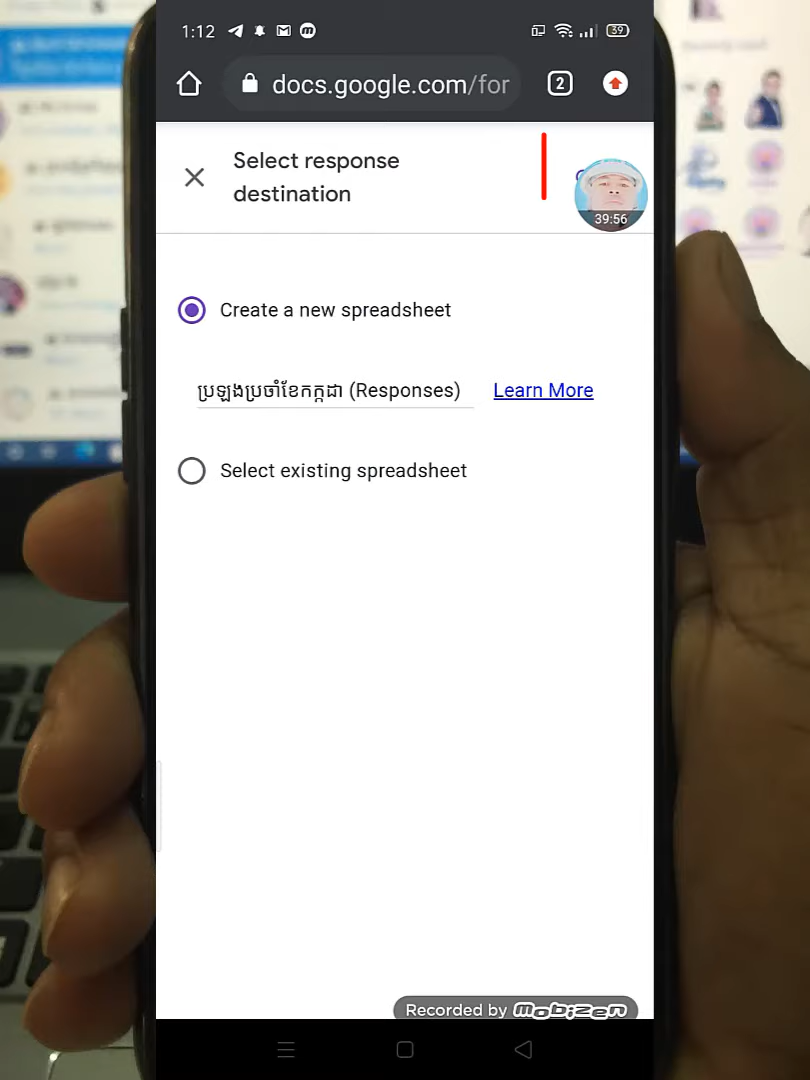 1:12
39
docs.google.com/for
2
Select response
destination
39:56
Create a new spreadsheet
ប្រឡងប្រចាំខែកក្កដា (Responses)
Learn More
Select existing spreadsheet
Recorded by mobizen